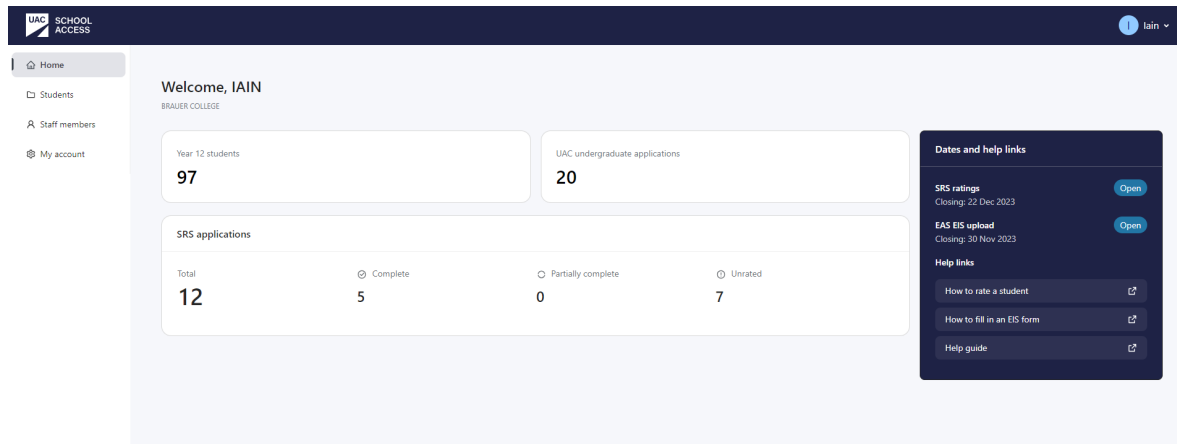 UAC SCHOOL
ACCESS
I Iain
Home
Students
Staff members
My account
Welcome, IAIN
BRAUER COLLEGE
Year 12 students
97
UAC undergraduate applications
20
SRS applications
Total
12
Complete
5
Partially complete
0
Unrated
7
Dates and help links
SRS ratings Open
Closing: 22 Dec 2023
EAS EIS upload Open
Closing: 30 Nov 2023
Help links
How to rate a student
How to fill in an EIS form
Help guide